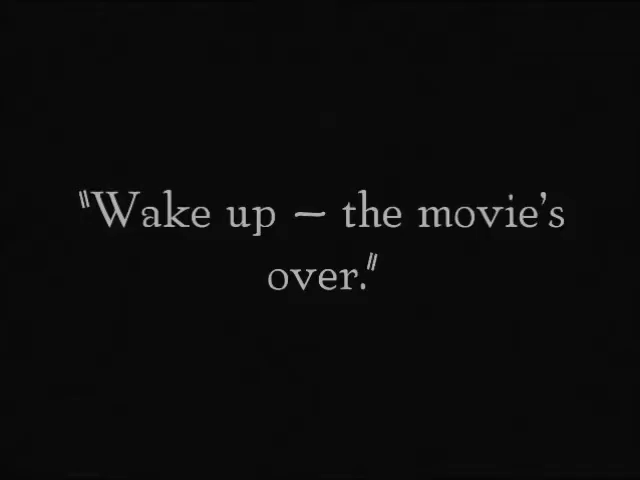 "Wake up — the movie's
over."